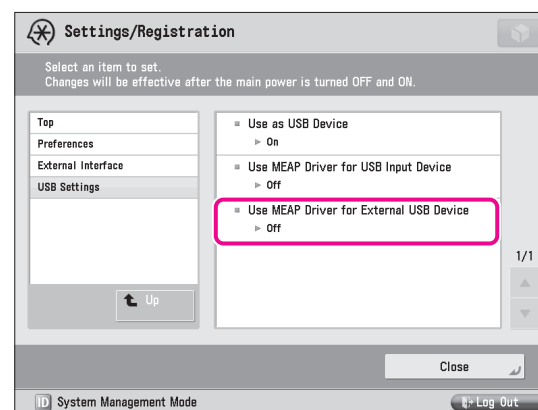 Settings/Registration
Select an item to set.
Changes will be effective after the main power is turned OFF and ON.
Top
Preferences
External Interface
USB Settings
Up
Use as USB Device
On
Use MEAP Driver for USB Input Device
Off
Use MEAP Driver for External USB Device
Off
1/1
Close
ID System Management Mode
Log Out